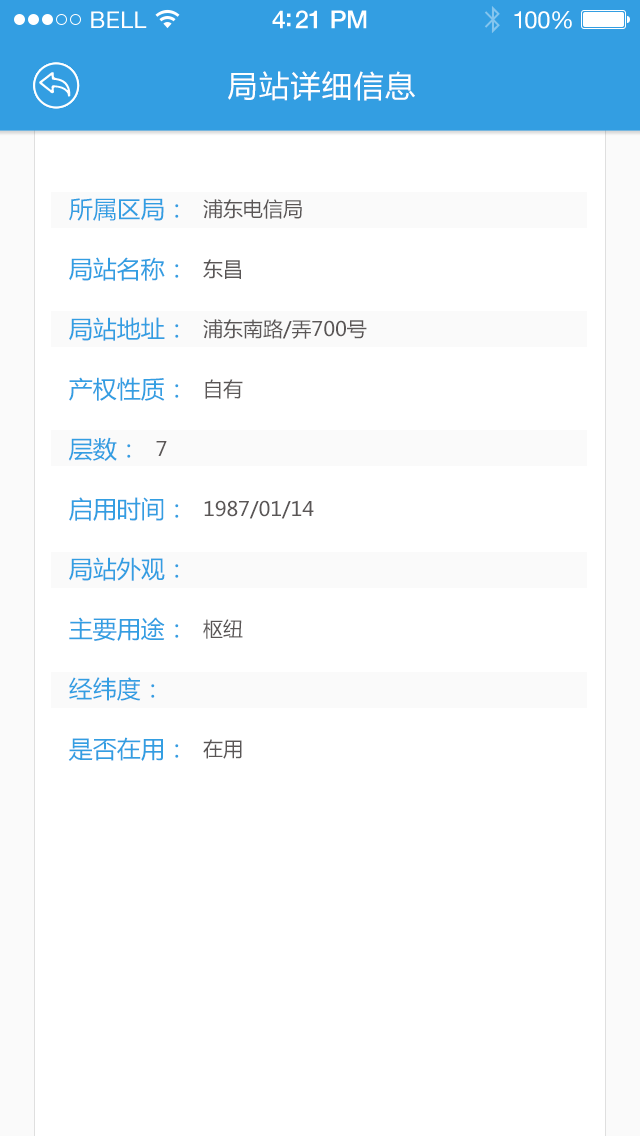 BELL 4:21 PM 100%
局站详细信息
所属区局： 浦东电信局
局站名称： 东昌
局站地址： 浦东南路/弄700号
产权性质： 自有
层数： 7
启用时间： 1987/01/14
局站外观：
主要用途： 枢纽
经纬度：
是否在用： 在用